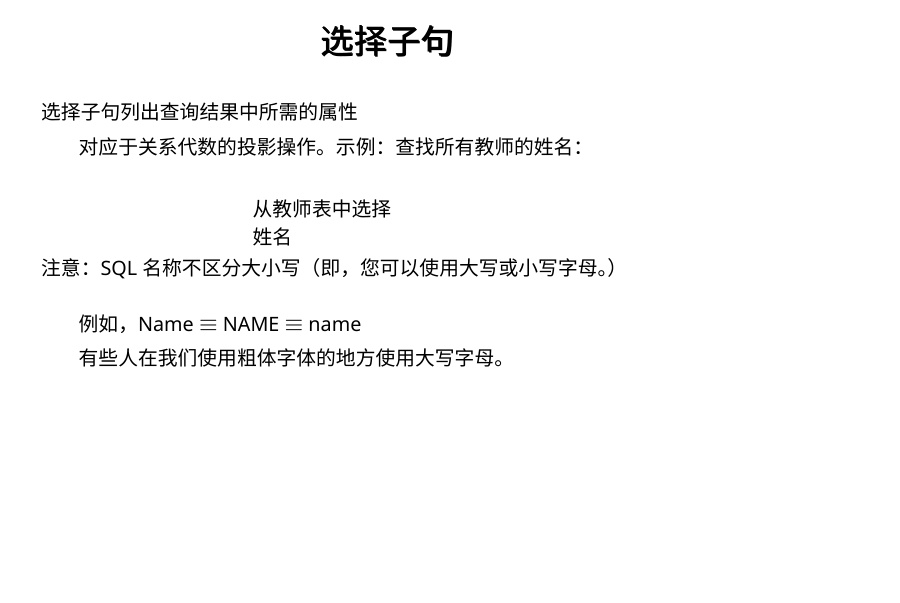 选择子句
选择子句列出查询结果中所需的属性
对应于关系代数的投影操作。示例：查找所有教师的姓名：
从教师表中选择
姓名
注意：SQL 名称不区分大小写（即，您可以使用大写或小写字母。）
例如，Name ≡ NAME ≡ name
有些人在我们使用粗体字体的地方使用大写字母。